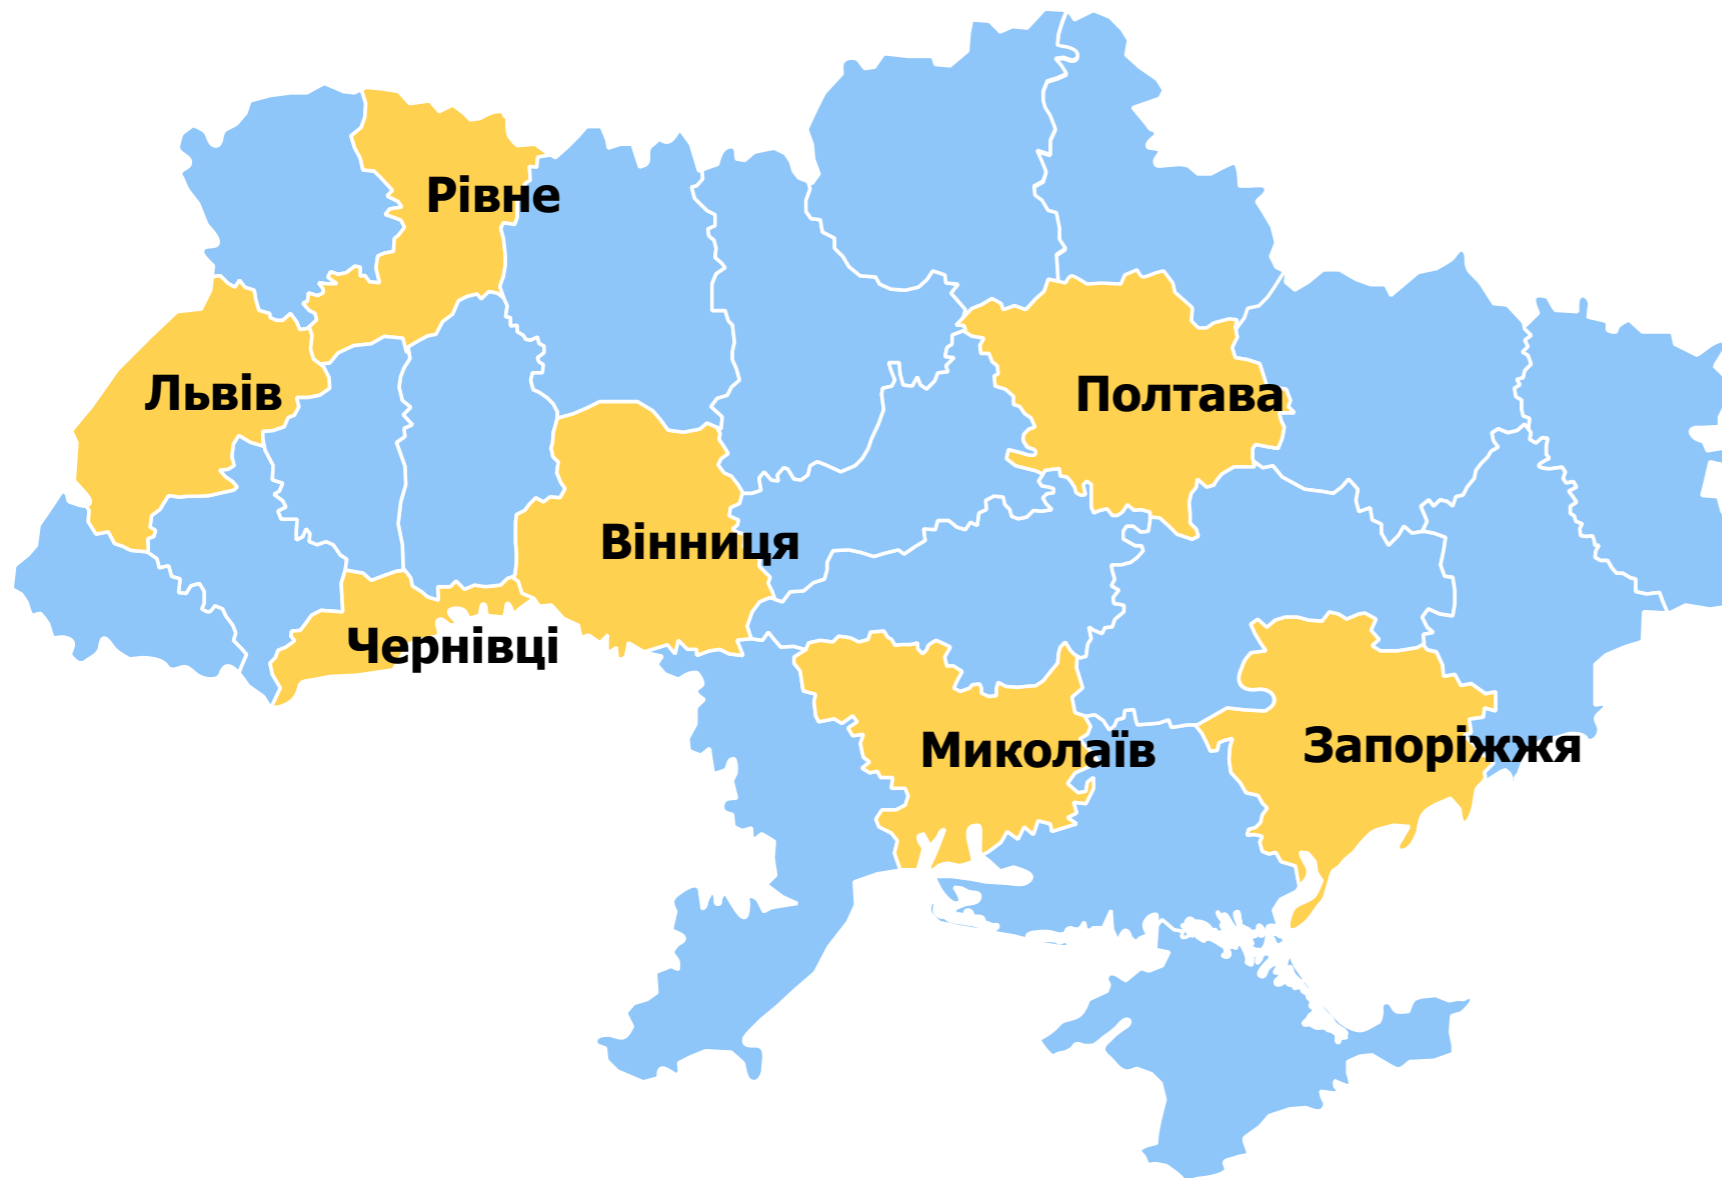 Рівне
Львів
Полтава
Вінниця
Чернівці
Миколаїв
Запоріжжя